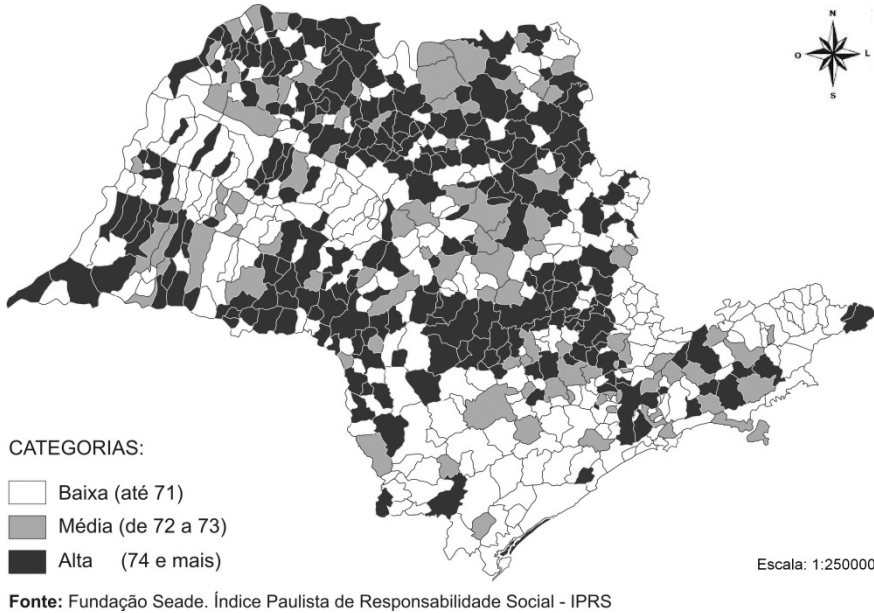 N
O
L
S
CATEGORIAS:
Baixa (até 71)
Média (de 72 a 73)
Alta (74 e mais)
Escala: 1:250000
Fonte: Fundação Seade. Índice Paulista de Responsabilidade Social - IPRS